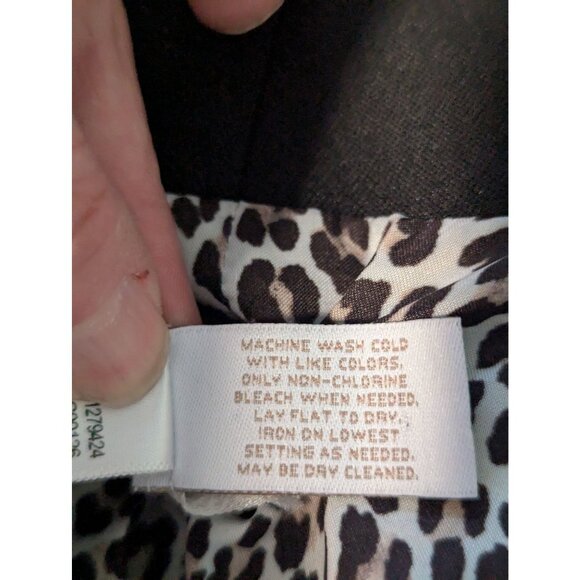 MACHINE WASH COLD
WITH LIKE COLORS.
ONLY NON-CHLORINE
BLEACH WHEN NEEDED.
LAY FLAT TO DRY.
IRON ON LOWEST
SETTING AS NEEDED.
MAY BE DRY CLEANED.
1279424